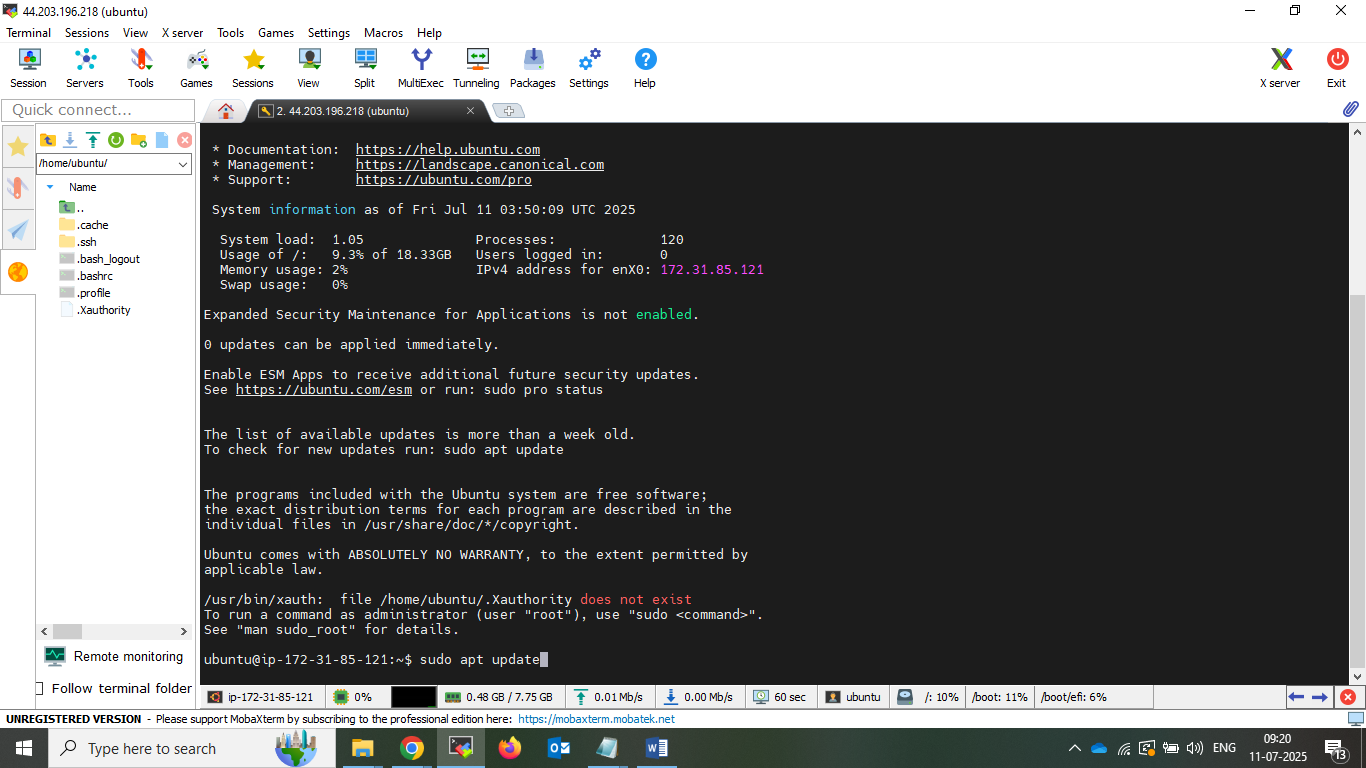 44.203.196.218 (ubuntu)
Terminal Sessions View X server Tools Games Settings Macros Help
Session Servers Tools Games Sessions View Split MultiExec Tunneling Packages Settings Help X server Exit
Quick connect...
2. 44.203.196.218 (ubuntu)
/home/ubuntu/
Name
..
.cache
.ssh
.bash_logout
.bashrc
.profile
.Xauthority
Remote monitoring
Follow terminal folder
* Documentation: https://help.ubuntu.com
* Management: https://landscape.canonical.com
* Support: https://ubuntu.com/pro
System information as of Fri Jul 11 03:50:09 UTC 2025
System load: 1.05 Processes: 120
Usage of /: 9.3% of 18.33GB Users logged in: 0
Memory usage: 2% IPv4 address for enX0: 172.31.85.121
Swap usage: 0%
Expanded Security Maintenance for Applications is not enabled.
0 updates can be applied immediately.
Enable ESM Apps to receive additional future security updates.
See https://ubuntu.com/esm or run: sudo pro status
The list of available updates is more than a week old.
To check for new updates run: sudo apt update
The programs included with the Ubuntu system are free software;
the exact distribution terms for each program are described in the
individual files in /usr/share/doc/*/copyright.
Ubuntu comes with ABSOLUTELY NO WARRANTY, to the extent permitted by
applicable law.
/usr/bin/xauth: file /home/ubuntu/.Xauthority does not exist
To run a command as administrator (user "root"), use "sudo <command>".
See "man sudo_root" for details.
ubuntu@ip-172-31-85-121:~$ sudo apt update
ip-172-31-85-121 0% 0.48 GB / 7.75 GB 0.01 Mb/s 0.00 Mb/s 60 sec ubuntu /: 10% /boot: 11% /boot/efi: 6%
UNREGISTERED VERSION - Please support MobaXterm by subscribing to the professional edition here: https://mobaxterm.mobatek.net
Type here to search
ENG
09:20
11-07-2025
13